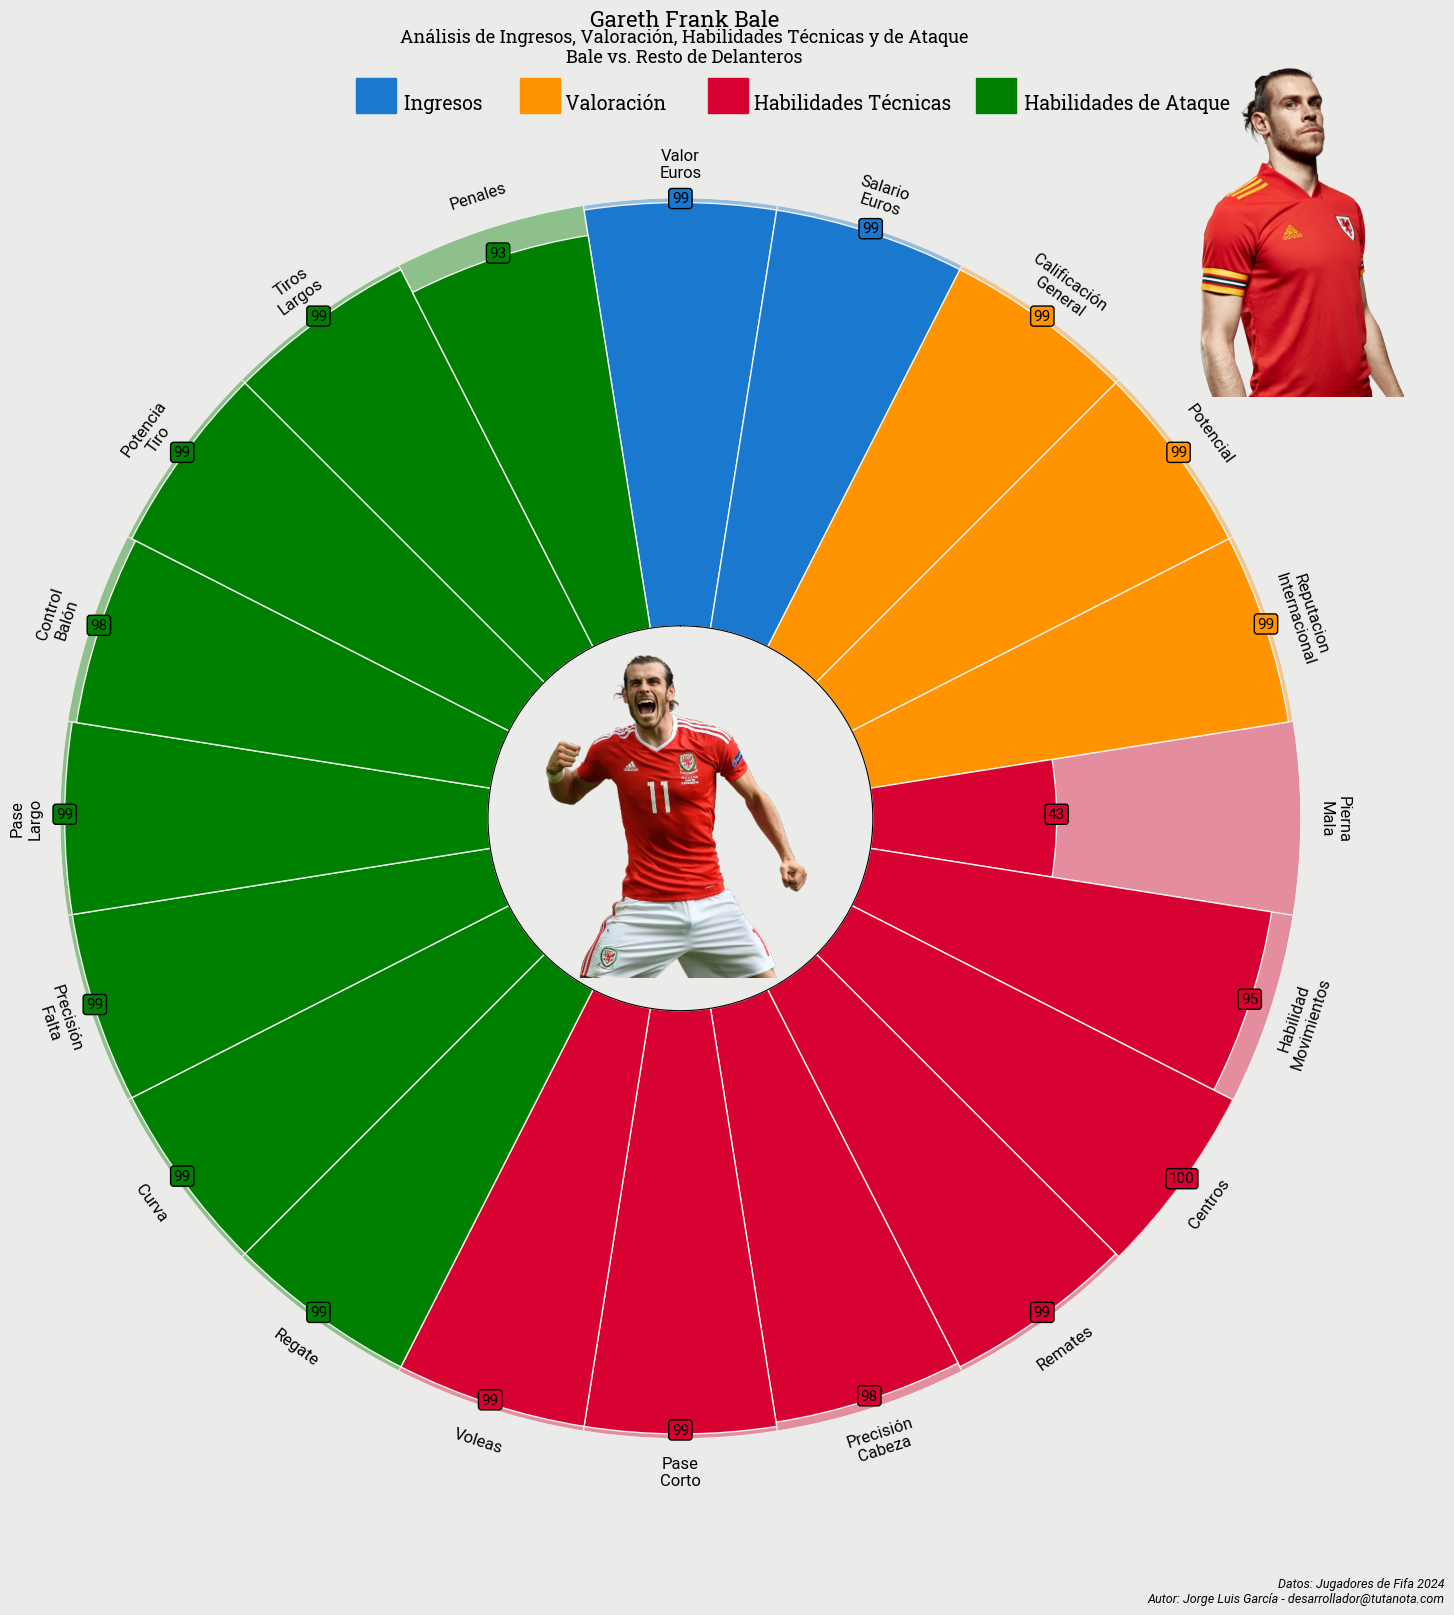 Gareth Frank Bale
Análisis de Ingresos, Valoración, Habilidades Técnicas y de Ataque
Bale vs. Resto de Delanteros
Ingresos
Valoración
Habilidades Técnicas
Habilidades de Ataque
Valor
Euros
99
Salario
Euros
99
Calificación
General
99
Potencial
99
Reputacion
Internacional
99
Pierna
Mala
43
Habilidad
Movimientos
95
Centros
100
Remates
99
Precisión
Cabeza
98
Pase
Corto
99
Voleas
99
Regate
99
Curva
99
Precisión
Falta
99
Pase
Largo
99
Control
Balón
98
Potencia
Tiro
99
Tiros
Largos
99
Penales
93
adidas
11
Datos: Jugadores de Fifa 2024
Autor: Jorge Luis García - desarrollador@tutanota.com